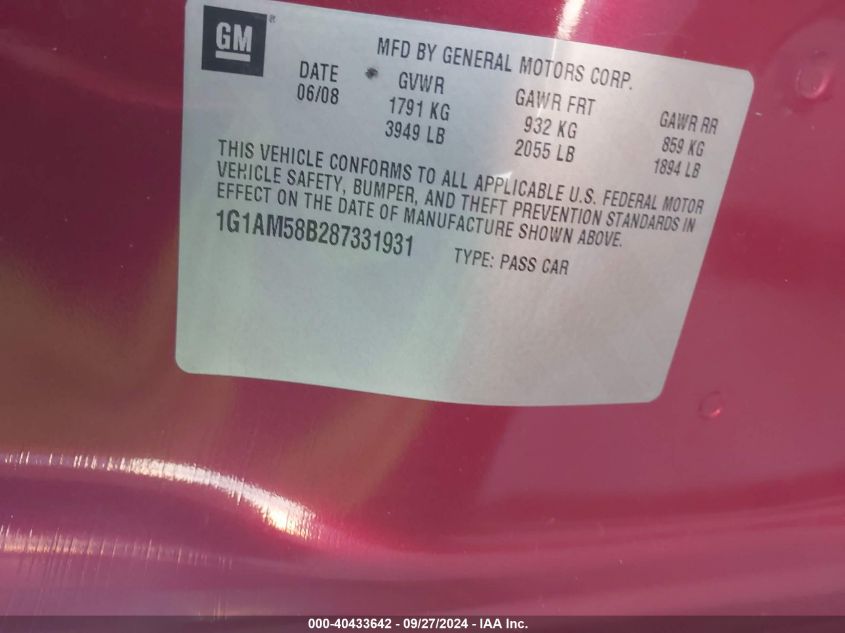 GM
®
MFD BY GENERAL MOTORS CORP.
DATE GVWR GAWR FRT GAWR RR
06/08 1791 KG 932 KG 859 KG
3949 LB 2055 LB 1894 LB
THIS VEHICLE CONFORMS TO ALL APPLICABLE U.S. FEDERAL MOTOR
VEHICLE SAFETY, BUMPER, AND THEFT PREVENTION STANDARDS IN
EFFECT ON THE DATE OF MANUFACTURE SHOWN ABOVE.
1G1AM58B287331931 TYPE: PASS CAR
000-40433642 - 09/27/2024 - IAA Inc.